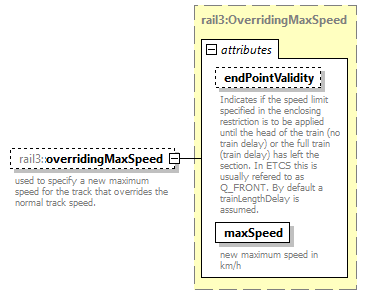 rail3:OverridingMaxSpeed
attributes
endPointValidity
Indicates if the speed limit
specified in the enclosing
restriction is to be applied
until the head of the train (no
train delay) or the full train
(train delay) has left the
section. In ETCS this is
usually refered to as
Q_FRONT. By default a
trainLengthDelay is
assumed.
rail3::overridingMaxSpeed
used to specify a new maximum
speed for the track that overrides the
normal track speed.
maxSpeed
new maximum speed in
km/h